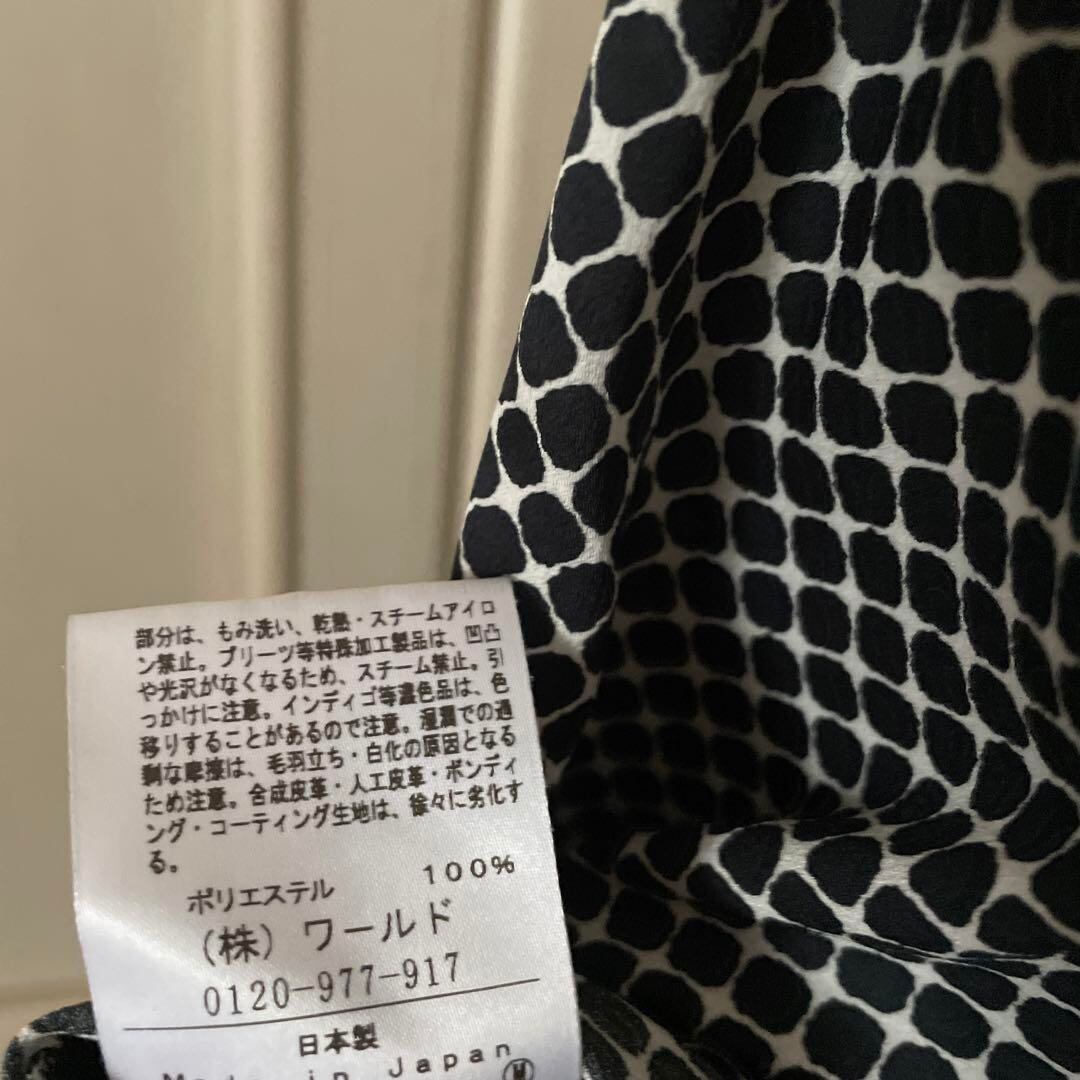 部分は、もみ洗い、乾熱・スチームアイロ
ン禁止。プリーツ等特殊加工製品は、凹凸
や光沢がなくなるため、スチーム禁止。引
っかけに注意。インディゴ等濃色品は、色
移りすることがあるので注意。湿潤での過
剰な摩擦は、毛羽立ち・白化の原因となる
ため注意。合成皮革・人工皮革・ボンディ
ング・コーティング生地は、徐々に劣化す
る。
ポリエステル 100%
(株) ワールド
0120-977-917
日本製
Made in Japan Ⓜ